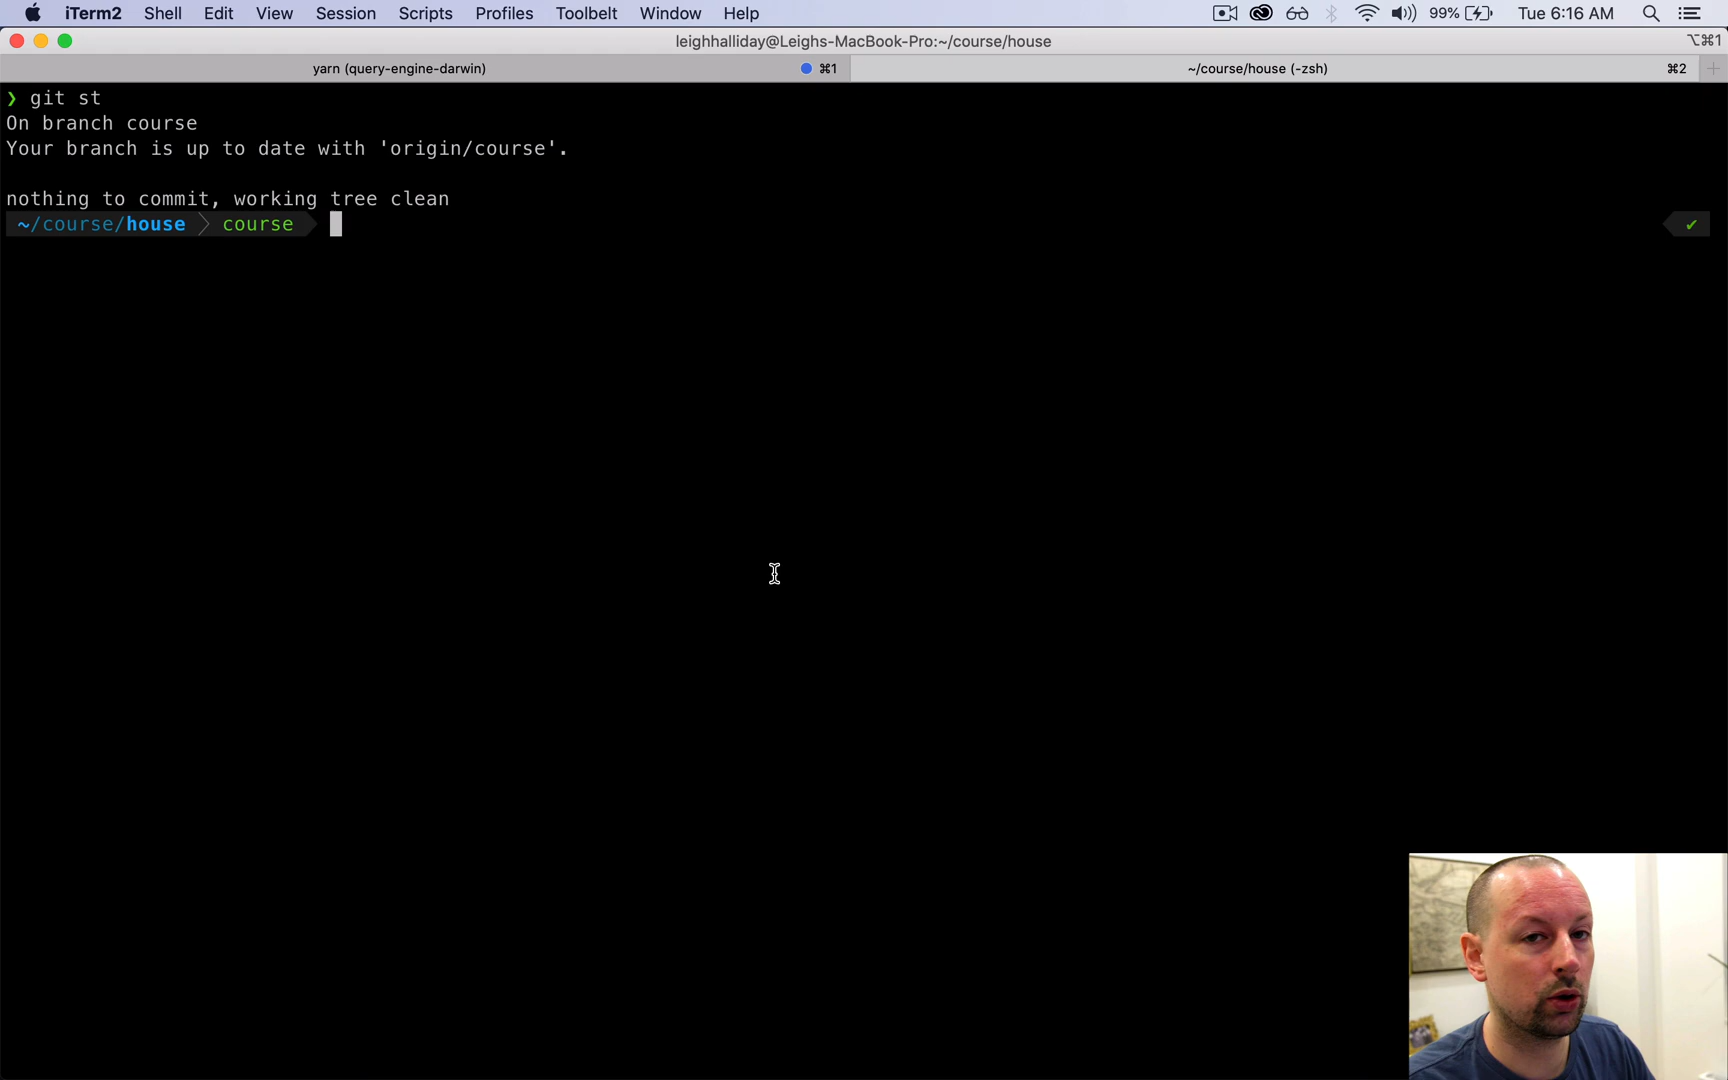 iTerm2 Shell Edit View Session Scripts Profiles Toolbelt Window Help 99% Tue 6:16 AM
leighhalliday@Leighs-MacBook-Pro:~/course/house ⌥⌘1
yarn (query-engine-darwin) ⌘1 ~/course/house (-zsh) ⌘2 +
❯ git st
On branch course
Your branch is up to date with 'origin/course'.
nothing to commit, working tree clean
~/course/house course ✔